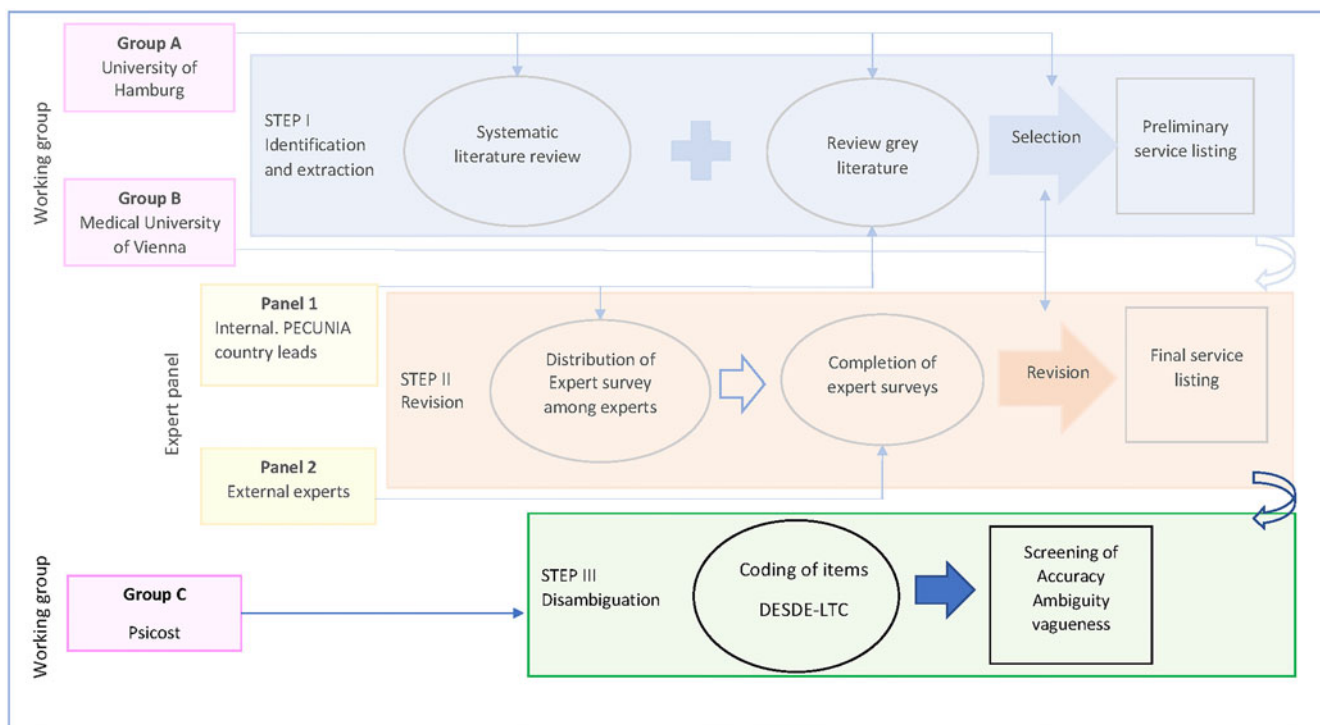 Working group
Group A
University of
Hamburg
Group B
Medical University
of Vienna
STEP I
Identification
and extraction
Systematic
literature review
Review grey
literature
Selection
Preliminary
service listing
Expert panel
Panel 1
Internal. PECUNIA
country leads
Panel 2
External experts
STEP II
Revision
Distribution of
Expert survey
among experts
Completion of
expert surveys
Revision
Final service
listing
Working group
Group C
Psicost
STEP III
Disambiguation
Coding of items
DESDE-LTC
Screening of
Accuracy
Ambiguity
vagueness